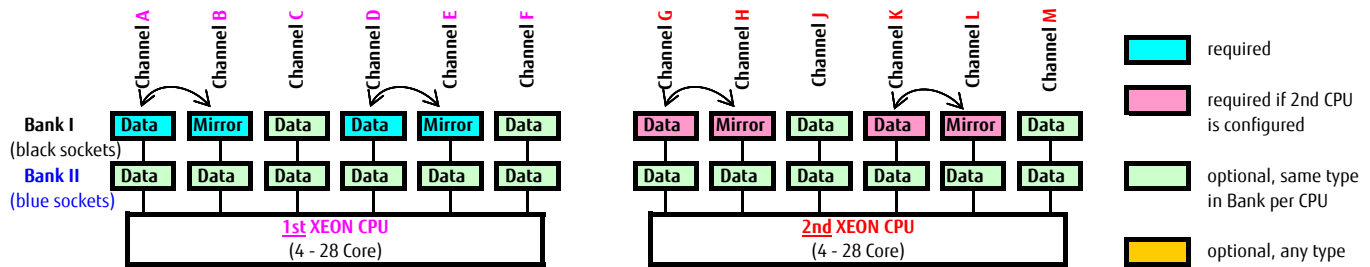 Channel A
Channel B
Channel C
Channel D
Channel E
Channel F
Channel G
Channel H
Channel J
Channel K
Channel L
Channel M
required
required if 2nd CPU
is configured
optional, same type
in Bank per CPU
optional, any type
Bank I
(black sockets)
Data Mirror Data Data Mirror Data Data Mirror Data Data Mirror Data
Bank II
(blue sockets)
Data Data Data Data Data Data Data Data Data Data Data Data
1st XEON CPU
(4 - 28 Core)
2nd XEON CPU
(4 - 28 Core)